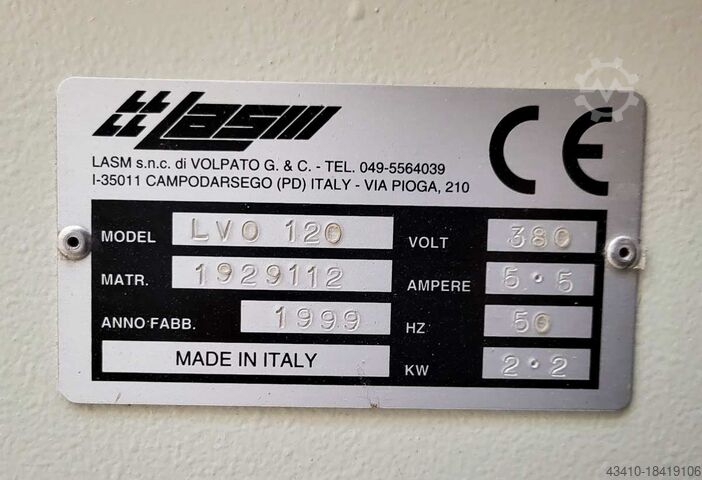 Lasm
CE
LASM s.n.c. di VOLPATO G. & C. - TEL. 049-5564039
I-35011 CAMPODARSEGO (PD) ITALY - VIA PIOGA, 210
MODEL LVO 120
MATR. 1929112
ANNO FABB. 1999
MADE IN ITALY
VOLT 380
AMPERE 5.5
HZ 50
KW 2.2
43410-18419106